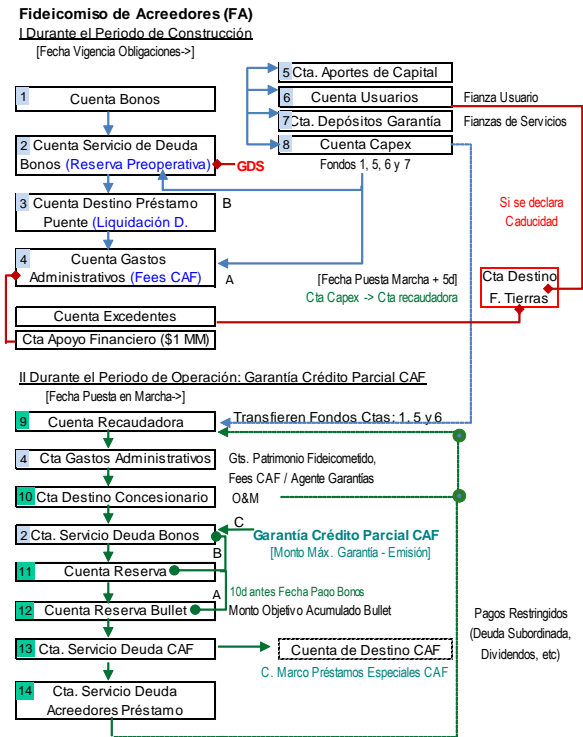 Fideicomiso de Acreedores (FA)
I Durante el Periodo de Construcción
[Fecha Vigencia Obligaciones->]
1 Cuenta Bonos
2 Cuenta Servicio de Deuda
Bonos (Reserva Preoperativa)
GDS
3 Cuenta Destino Préstamo
Puente (Liquidación D.
4 Cuenta Gastos
Administrativos (Fees CAF)
Cuenta Excedentes
Cta Apoyo Financiero ($1 MM)
5 Cta. Aportes de Capital
6 Cuenta Usuarios
Fianza Usuario
7 Cta. Depósitos Garantía
Fianzas de Servicios
8 Cuenta Capex
Fondos 1, 5, 6 y 7
B
A
Si se declara
Caducidad
[Fecha Puesta Marcha + 5d]
Cta Capex -> Cta recaudadora
Cta Destino
F. Tierras
II Durante el Periodo de Operación: Garantía Crédito Parcial CAF
[Fecha Puesta en Marcha->]
9 Cuenta Recaudadora
Transfieren Fondos Ctas: 1, 5 y 6
4 Cta Gastos Administrativos
Gts. Patrimonio Fideicometido,
Fees CAF / Agente Garantías
10 Cta Destino Concesionario
O&M
2 Cta. Servicio Deuda Bonos
C
Garantía Crédito Parcial CAF
[Monto Máx. Garantía - Emisión]
B
11 Cuenta Reserva
A
10d antes Fecha Pago Bonos
12 Cuenta Reserva Bullet
Monto Objetivo Acumulado Bullet
13 Cta. Servicio Deuda CAF
Cuenta de Destino CAF
C. Marco Préstamos Especiales CAF
14 Cta. Servicio Deuda
Acreedores Préstamo
Pagos Restringidos
(Deuda Subordinada,
Dividendos, etc)